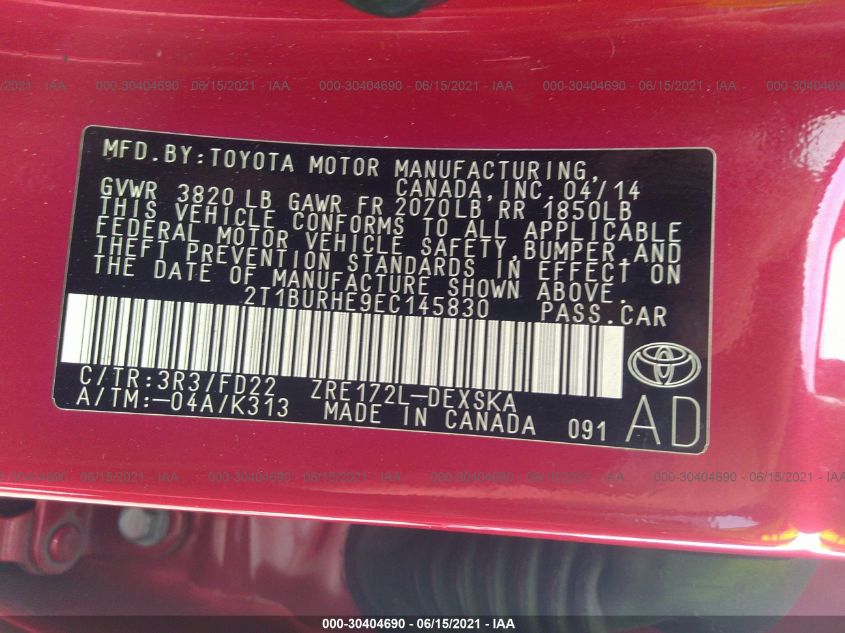 000-30404690 - 06/15/2021 - IAA 000-30404690 - 06/15/2021 - IAA 000-30404690 - 06/15/2021 - IAA
MFD.BY:TOYOTA MOTOR MANUFACTURING,
CANADA,INC. 04/14
GVWR 3820 LB GAWR FR 2070LB RR 1850LB
THIS VEHICLE CONFORMS TO ALL APPLICABLE
FEDERAL MOTOR VEHICLE SAFETY,BUMPER,AND
THEFT PREVENTION STANDARDS IN EFFECT ON
THE DATE OF MANUFACTURE SHOWN ABOVE.
2T1BURHE9EC145830 PASS.CAR
C/TR:3R3/FD22 ZRE172L-DEXSKA
A/TM:-04A/K313 MADE IN CANADA 091 AD
06/15/2021 - IAA 000-30404690 - 06/15/2021 - IAA 000-30404690 - 06/15/2021 - IAA
000-30404690 - 06/15/2021 - IAA